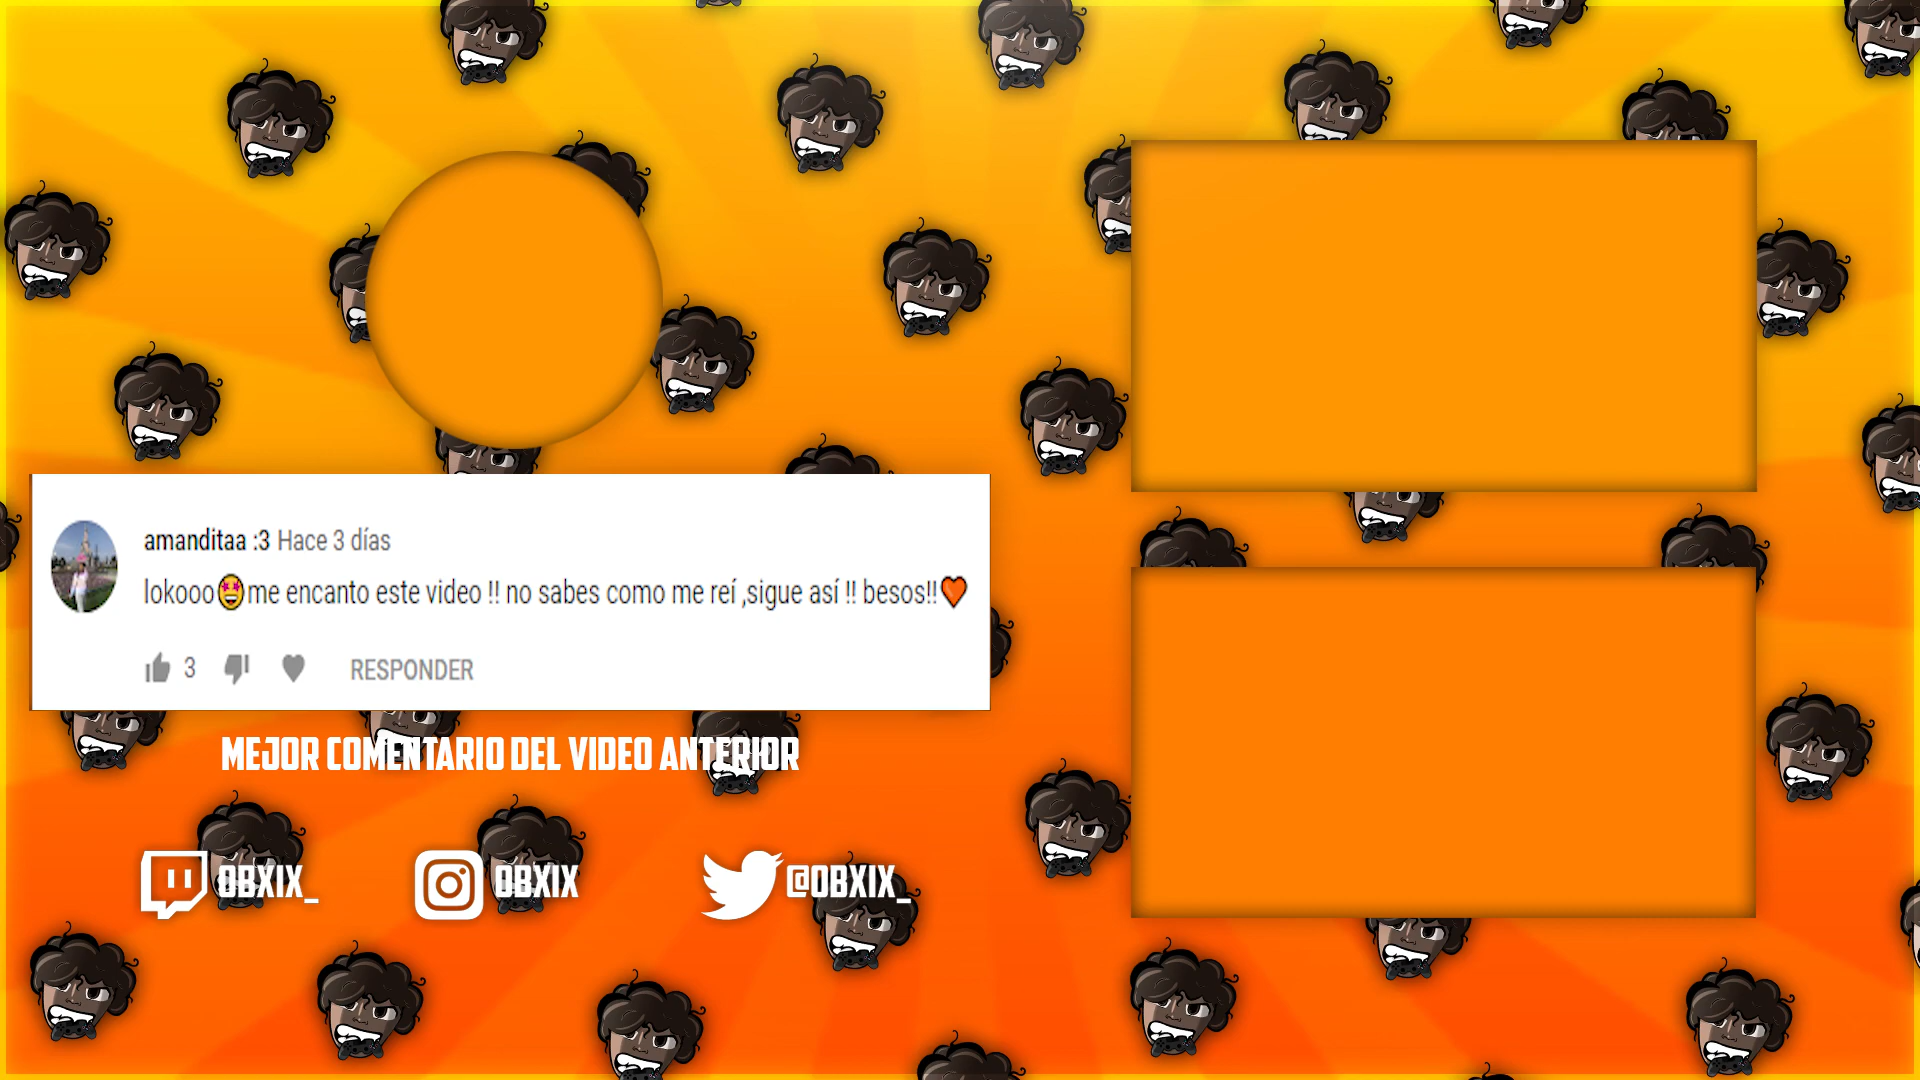 amanditaa :3 Hace 3 días
lokooo🤩me encanto este video !! no sabes como me reí ,sigue así !! besos!!🧡
3 RESPONDER
MEJOR COMENTARIO DEL VIDEO ANTERIOR
OBXIX_ OBXIX @OBXIX_